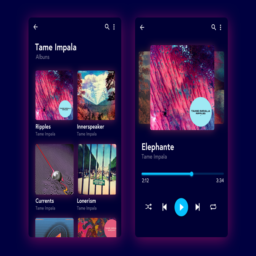 Tame Impala
Albums
Ripples
Tame Impala
Innerspeaker
Tame Impala
Currents
Tame Impala
Lonerism
Tame Impala
Elephante
Tame Impala
2:12
3:34